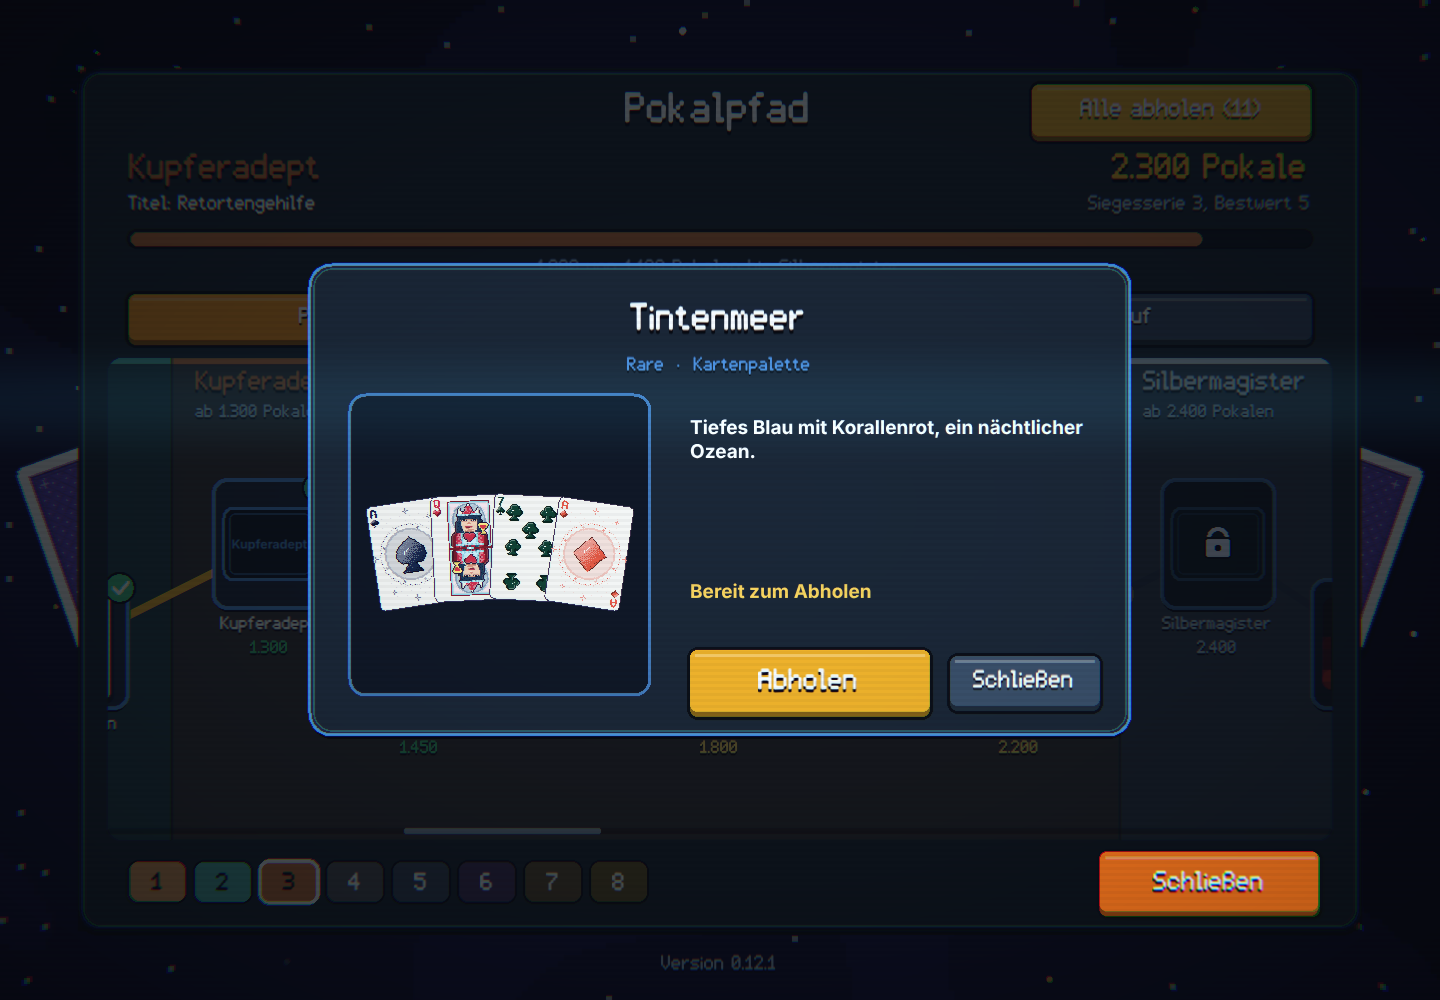 Pokalpfad
Alle abholen (11)
Kupferadept
2.300 Pokale
Titel: Retortengehilfe
Siegesserie 3, Bestwert 5
Tintenmeer
Rare · Kartenpalette
Tiefes Blau mit Korallenrot, ein nächtlicher
Ozean.
Bereit zum Abholen
Abholen
Schließen
ab 1.300
Silbermagister
ab 2.400 Pokalen
Kupferadept
1.300
Silbermagister
2.400
1.450
1.800
2.200
1
2
3
4
5
6
7
8
Schließen
Version 0.12.1